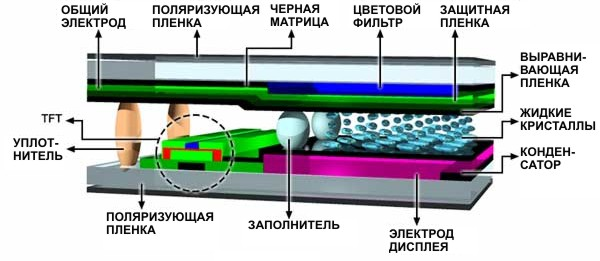 ОБЩИЙ
ЭЛЕКТРОД
ПОЛЯРИЗУЮЩАЯ
ПЛЕНКА
ЧЕРНАЯ
МАТРИЦА
ЦВЕТОВОЙ
ФИЛЬТР
ЗАЩИТНАЯ
ПЛЕНКА
ВЫРАВНИ-
ВАЮЩАЯ
ПЛЕНКА
TFT
ЖИДКИЕ
КРИСТАЛЛЫ
УПЛОТ-
НИТЕЛЬ
КОНДЕН-
САТОР
ПОЛЯРИЗУЮЩАЯ
ПЛЕНКА
ЗАПОЛНИТЕЛЬ
ЭЛЕКТРОД
ДИСПЛЕЯ